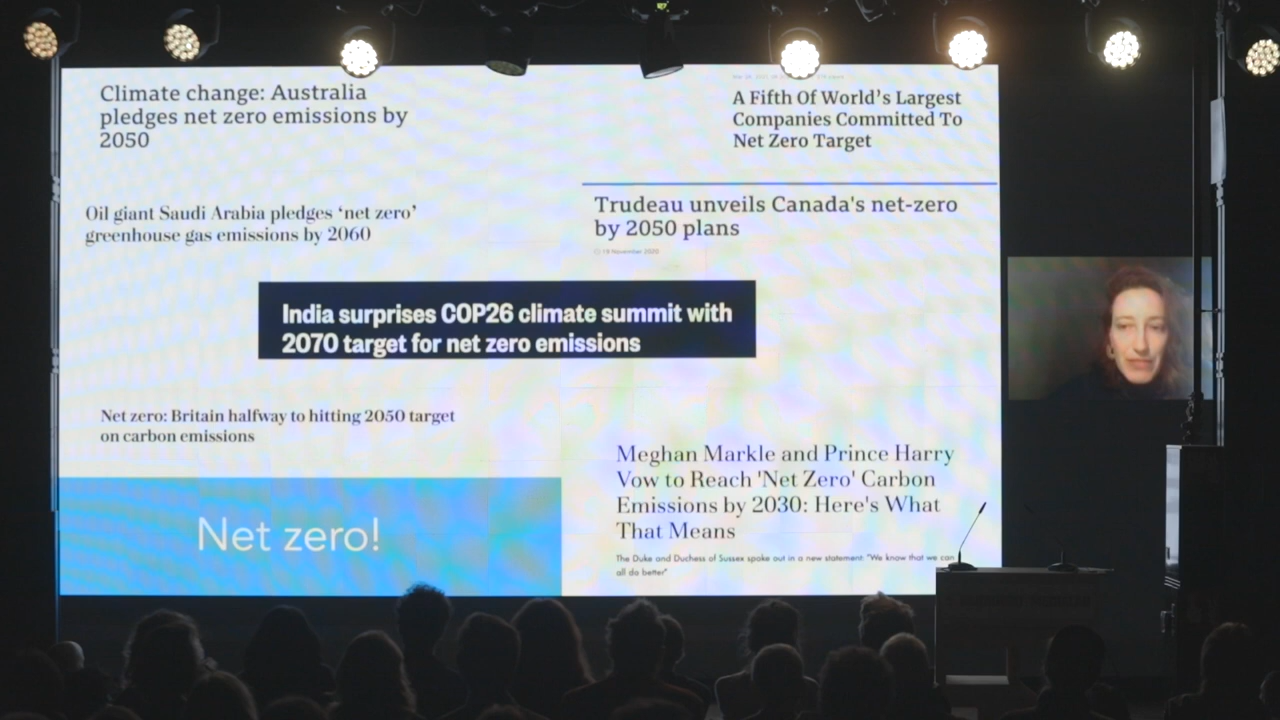 Climate change: Australia
pledges net zero emissions by
2050
A Fifth Of World's Largest
Companies Committed To
Net Zero Target
Oil giant Saudi Arabia pledges ‘net zero’
greenhouse gas emissions by 2060
Trudeau unveils Canada's net-zero
by 2050 plans
19 November 2020
India surprises COP26 climate summit with
2070 target for net zero emissions
Net zero: Britain halfway to hitting 2050 target
on carbon emissions
Meghan Markle and Prince Harry
Vow to Reach 'Net Zero' Carbon
Emissions by 2030: Here's What
That Means
The Duke and Duchess of Sussex spoke out in a new statement: "We know that we can
all do better"
Net zero!